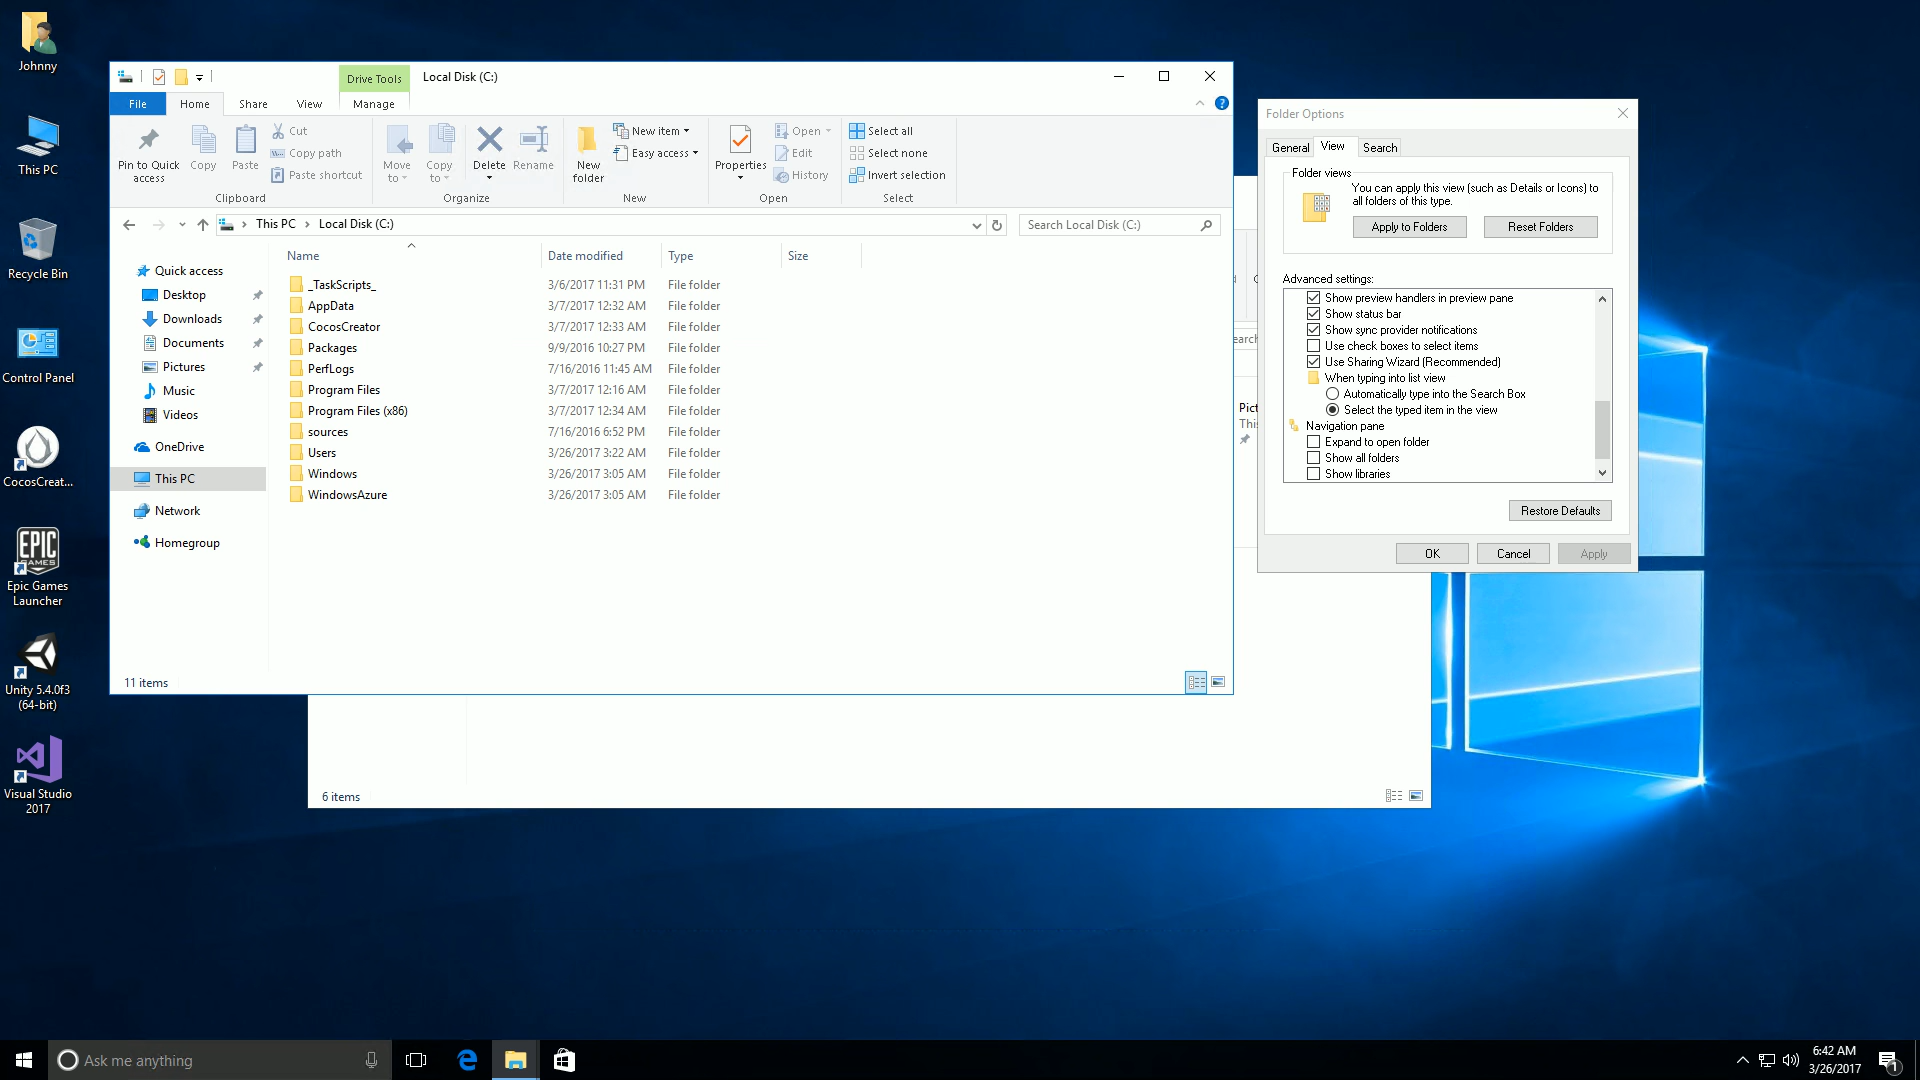 Johnny
This PC
Recycle Bin
Control Panel
CocosCreat...
EPIC
GAMES
Epic Games
Launcher
Unity 5.4.0f3
(64-bit)
Visual Studio
2017
Drive Tools
Local Disk (C:)
File
Home
Share
View
Manage
Pin to Quick
access
Copy
Paste
Cut
Copy path
Paste shortcut
Clipboard
Move
to
Copy
to
Delete
Rename
Organize
New
folder
New item
Easy access
New
Properties
Open
Edit
History
Open
Select all
Select none
Invert selection
Select
This PC
Local Disk (C:)
Search Local Disk (C:)
Quick access
Desktop
Downloads
Documents
Pictures
Music
Videos
OneDrive
This PC
Network
Homegroup
Name Date modified Type Size
_TaskScripts_ 3/6/2017 11:31 PM File folder
AppData 3/7/2017 12:32 AM File folder
CocosCreator 3/7/2017 12:33 AM File folder
Packages 9/9/2016 10:27 PM File folder
PerfLogs 7/16/2016 11:45 AM File folder
Program Files 3/7/2017 12:16 AM File folder
Program Files (x86) 3/7/2017 12:34 AM File folder
sources 7/16/2016 6:52 PM File folder
Users 3/26/2017 3:22 AM File folder
Windows 3/26/2017 3:05 AM File folder
WindowsAzure 3/26/2017 3:05 AM File folder
11 items
6 items
Folder Options
General
View
Search
Folder views
You can apply this view (such as Details or Icons) to
all folders of this type.
Apply to Folders
Reset Folders
Advanced settings:
Show preview handlers in preview pane
Show status bar
Show sync provider notifications
Use check boxes to select items
Use Sharing Wizard (Recommended)
When typing into list view
Automatically type into the Search Box
Select the typed item in the view
Navigation pane
Expand to open folder
Show all folders
Show libraries
Restore Defaults
OK
Cancel
Apply
Ask me anything
6:42 AM
3/26/2017
1